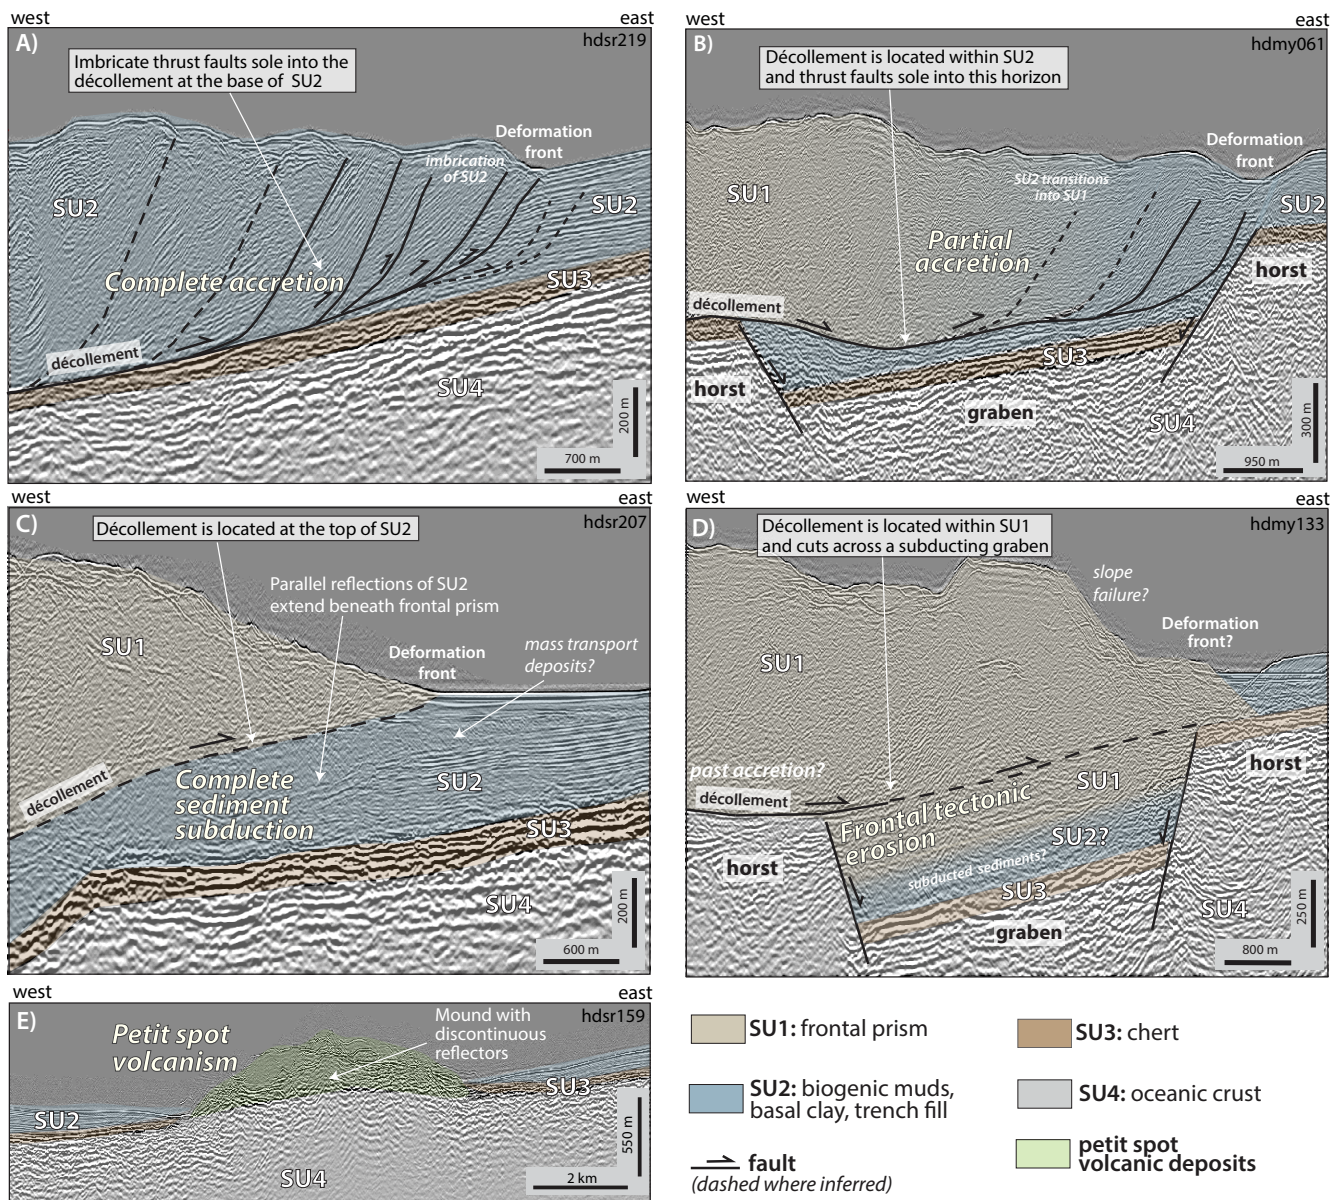 west
east
A)
hdsr219
Imbricate thrust faults sole into the
décollement at the base of SU2
Deformation
front
imbrication
of SU2
SU2
SU2
Complete accretion
SU3
décollement
SU4
200 m
700 m
west
east
B)
hdmy061
Décollement is located within SU2
and thrust faults sole into this horizon
Deformation
front
SU1
SU2 transitions
into SU1
SU2
Partial
accretion
horst
décollement
SU3
horst
graben
SU4
300 m
950 m
west
east
C)
hdsr207
Décollement is located at the top of SU2
Parallel reflections of SU2
extend beneath frontal prism
SU1
Deformation
front
mass transport
deposits?
décollement
Complete
sediment
subduction
SU2
SU3
SU4
200 m
600 m
west
east
D)
hdmy133
Décollement is located within SU1
and cuts across a subducting graben
slope
failure?
Deformation
front?
SU1
past accretion?
décollement
SU1
horst
Frontal tectonic
erosion
SU2?
subducted sediments?
horst
SU3
SU4
graben
250 m
800 m
west
east
E)
hdsr159
Petit spot
volcanism
Mound with
discontinuous
reflectors
SU3
SU2
SU4
550 m
2 km
SU1: frontal prism
SU3: chert
SU2: biogenic muds,
basal clay, trench fill
SU4: oceanic crust
fault
(dashed where inferred)
petit spot
volcanic deposits